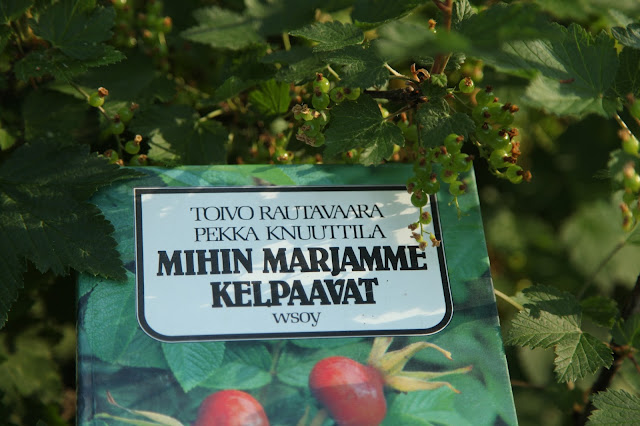 TOIVO RAUTAVAARA
PEKKA KNUUTTILA
MIHIN MARJAMME
KELPAAVAT
wsoy